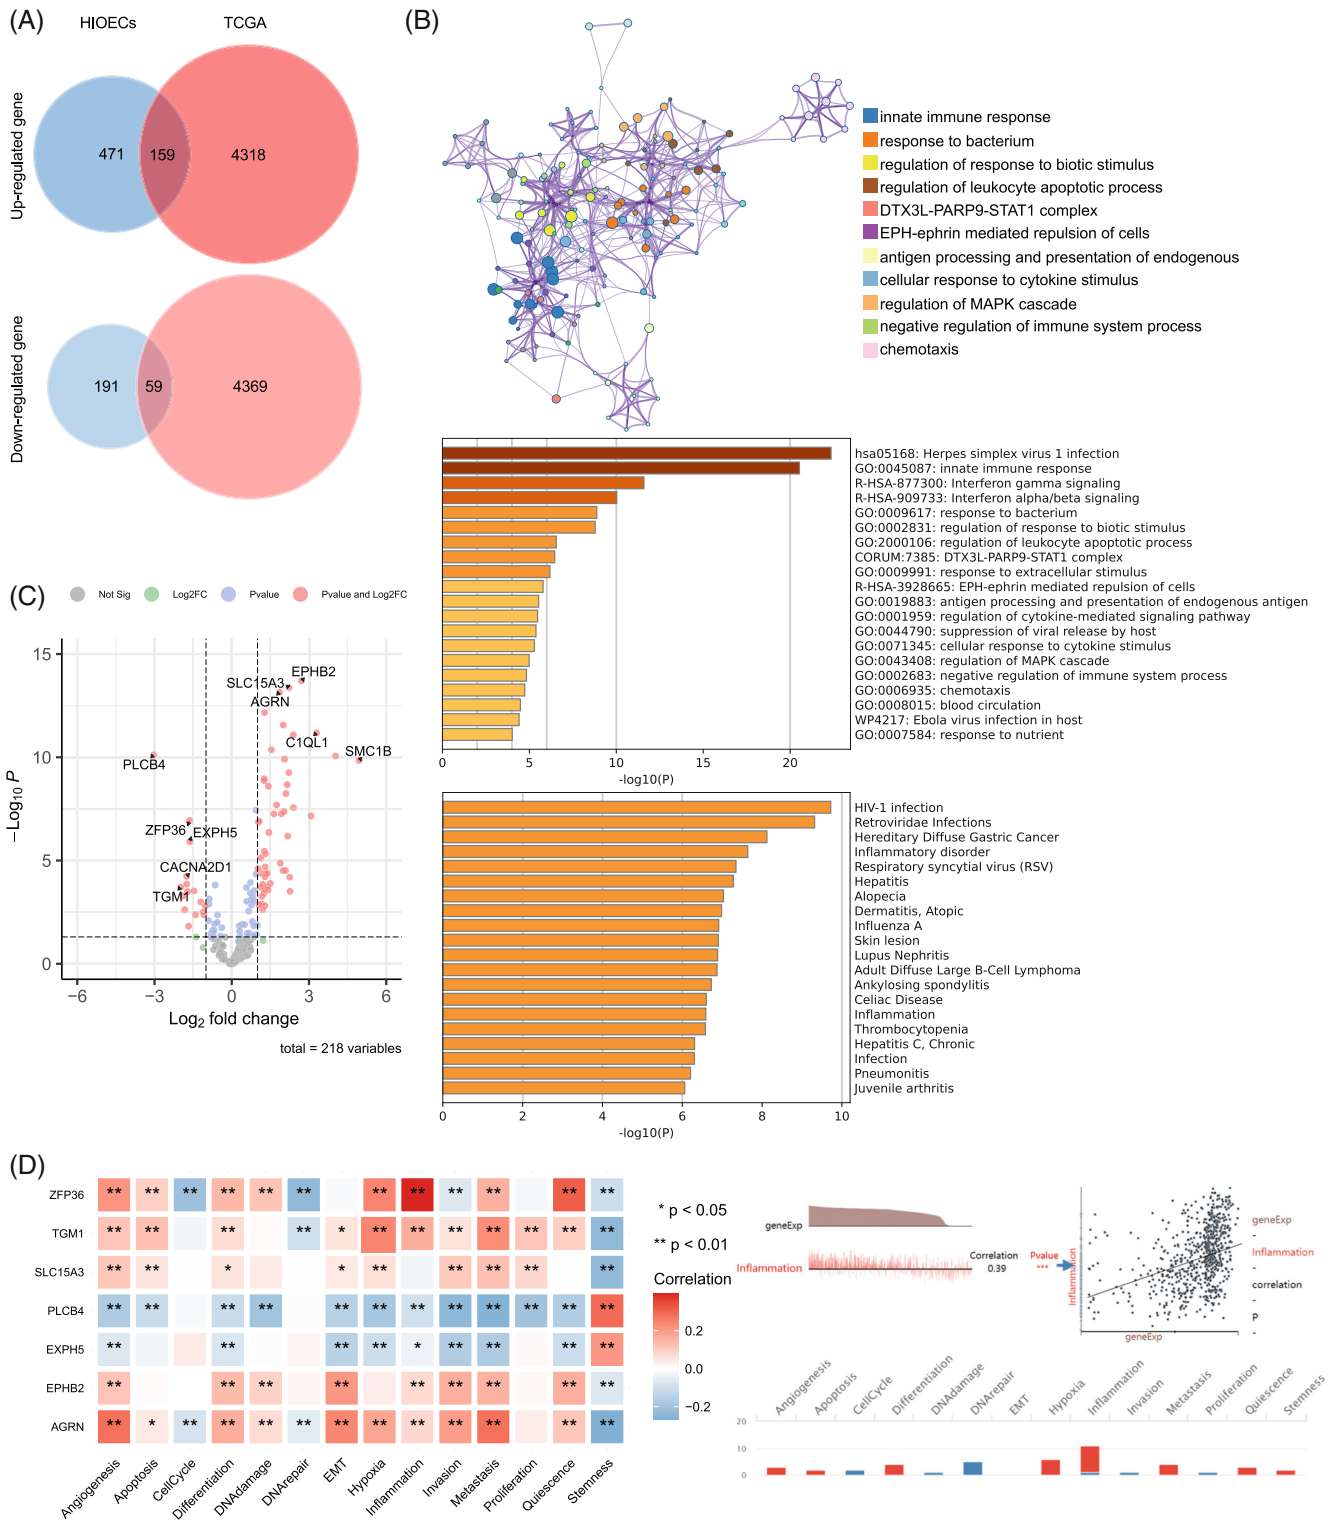 (A)
HIOECs
TCGA
Up-regulated gene
471
159
4318
Down-regulated gene
191
59
4369
(B)
innate immune response
response to bacterium
regulation of response to biotic stimulus
regulation of leukocyte apoptotic process
DTX3L-PARP9-STAT1 complex
EPH-ephrin mediated repulsion of cells
antigen processing and presentation of endogenous
cellular response to cytokine stimulus
regulation of MAPK cascade
negative regulation of immune system process
chemotaxis
hsa05168: Herpes simplex virus 1 infection
GO:0045087: innate immune response
R-HSA-877300: Interferon gamma signaling
R-HSA-909733: Interferon alpha/beta signaling
GO:0009617: response to bacterium
GO:0002831: regulation of response to biotic stimulus
GO:2000106: regulation of leukocyte apoptotic process
CORUM:7385: DTX3L-PARP9-STAT1 complex
GO:0009991: response to extracellular stimulus
R-HSA-3928665: EPH-ephrin mediated repulsion of cells
GO:0019883: antigen processing and presentation of endogenous antigen
GO:0001959: regulation of cytokine-mediated signaling pathway
GO:0044790: suppression of viral release by host
GO:0071345: cellular response to cytokine stimulus
GO:0043408: regulation of MAPK cascade
GO:0002683: negative regulation of immune system process
GO:0006935: chemotaxis
GO:0008015: blood circulation
WP4217: Ebola virus infection in host
GO:0007584: response to nutrient
0 5 10 15 20
-log10(P)
HIV-1 infection
Retroviridae Infections
Hereditary Diffuse Gastric Cancer
Inflammatory disorder
Respiratory syncytial virus (RSV)
Hepatitis
Alopecia
Dermatitis, Atopic
Influenza A
Skin lesion
Lupus Nephritis
Adult Diffuse Large B-Cell Lymphoma
Ankylosing spondylitis
Celiac Disease
Inflammation
Thrombocytopenia
Hepatitis C, Chronic
Infection
Pneumonitis
Juvenile arthritis
0 2 4 6 8 10
-log10(P)
(C)
Not Sig Log2FC Pvalue Pvalue and Log2FC
15
10
5
0
−Log10 P
EPHB2
SLC15A3
AGRN
C1QL1
SMC1B
PLCB4
ZFP36
EXPH5
CACNA2D1
TGM1
−6 −3 0 3 6
Log2 fold change
total = 218 variables
(D)
ZFP36 ** ** ** ** ** ** ** ** ** ** ** **
TGM1 ** ** ** ** * ** ** ** ** ** ** **
SLC15A3 ** ** * * ** ** ** ** **
PLCB4 ** ** ** ** ** ** ** ** ** ** ** **
EXPH5 ** ** ** ** * ** ** ** **
EPHB2 ** ** ** ** ** ** ** ** **
AGRN ** * ** ** ** ** ** ** ** ** ** ** **
Angiogenesis
Apoptosis
CellCycle
Differentiation
DNAdamage
DNArepair
EMT
Hypoxia
Inflammation
Invasion
Metastasis
Proliferation
Quiescence
Stemness
* p < 0.05
** p < 0.01
Correlation
0.2
0.0
−0.2
geneExp
Inflammation
Correlation
0.39
Pvalue
***
Inflammation
geneExp
geneExp
-
Inflammation
-
correlation
-
P
-
Angiogenesis
Apoptosis
CellCycle
Differentiation
DNAdamage
DNArepair
EMT
Hypoxia
Inflammation
Invasion
Metastasis
Proliferation
Quiescence
Stemness
20
10
0